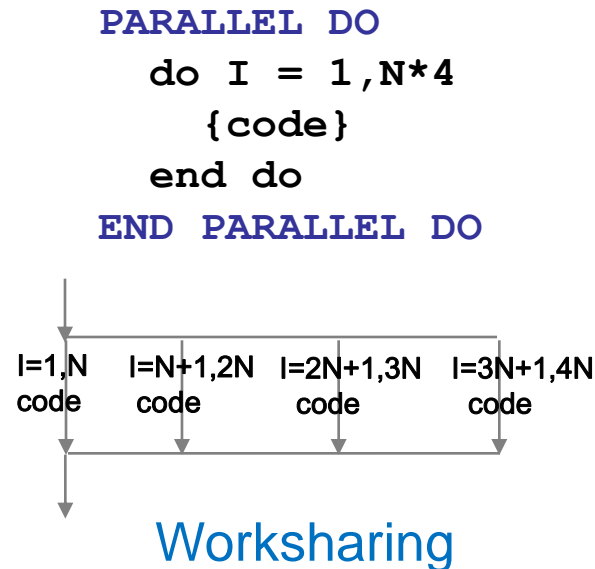 PARALLEL DO
do I = 1,N*4
{code}
end do
END PARALLEL DO
I=1,N I=N+1,2N I=2N+1,3N I=3N+1,4N
code code code code
Worksharing